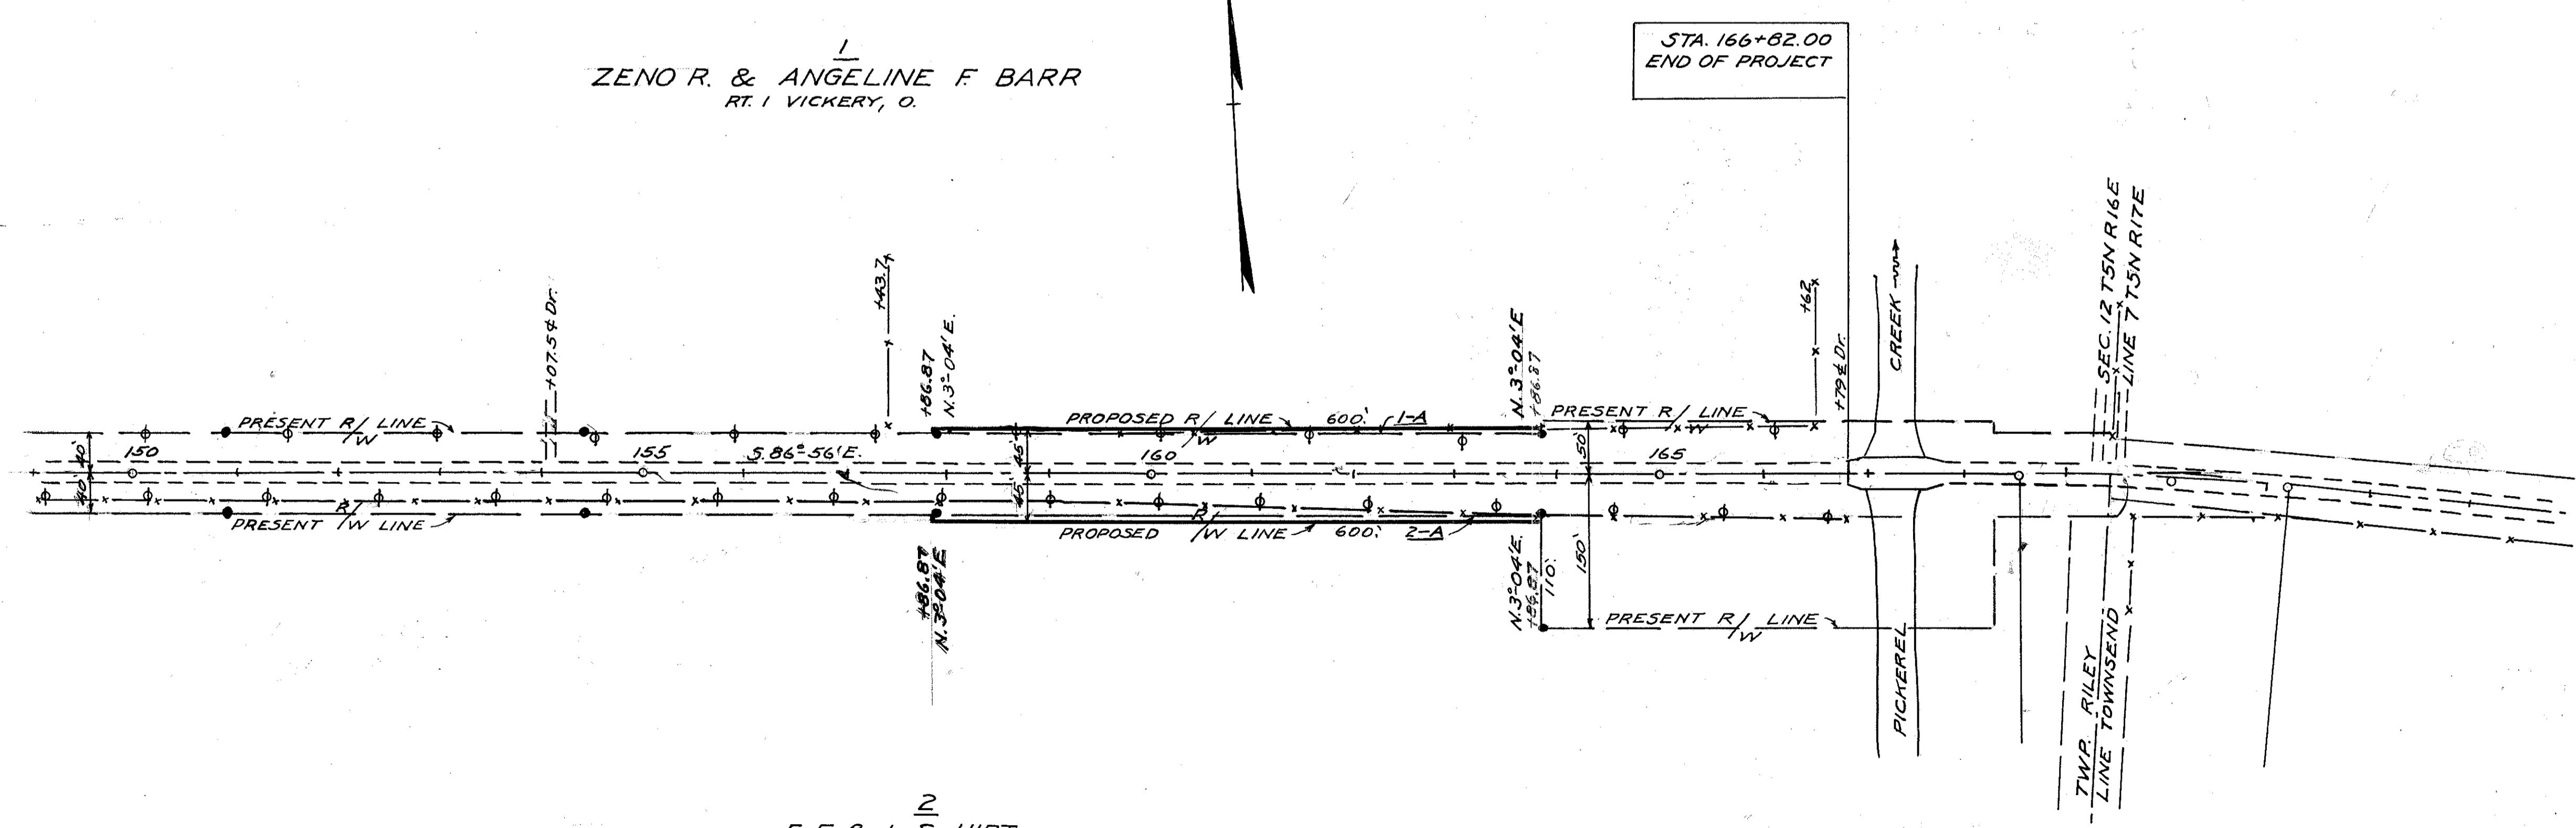 1
ZENO R. & ANGELINE F. BARR
RT. 1 VICKERY, O.
STA. 166+82.00
END OF PROJECT
+07.5 ⊄ Dr.
+43.7
+86.87
N.3°-04'E.
N.3°-04'E
+86.87
+62
+79 ⊄ Dr.
CREEK
SEC. 12 T5N R16E
LINE 7 T5N R17E
PRESENT R/W LINE
PROPOSED R/W LINE
600'
1-A
PRESENT R/W LINE
40'
150
155
S.86°-56'E.
45'
160
50'
165
40'
45'
PRESENT R/W LINE
PROPOSED R/W LINE
600'
2-A
+86.87
N.3°04'E
N.3°-04'E.
+86.87
110'
150'
PRESENT R/W LINE
PICKEREL
TWP. RILEY
LINE TOWNSEND
2